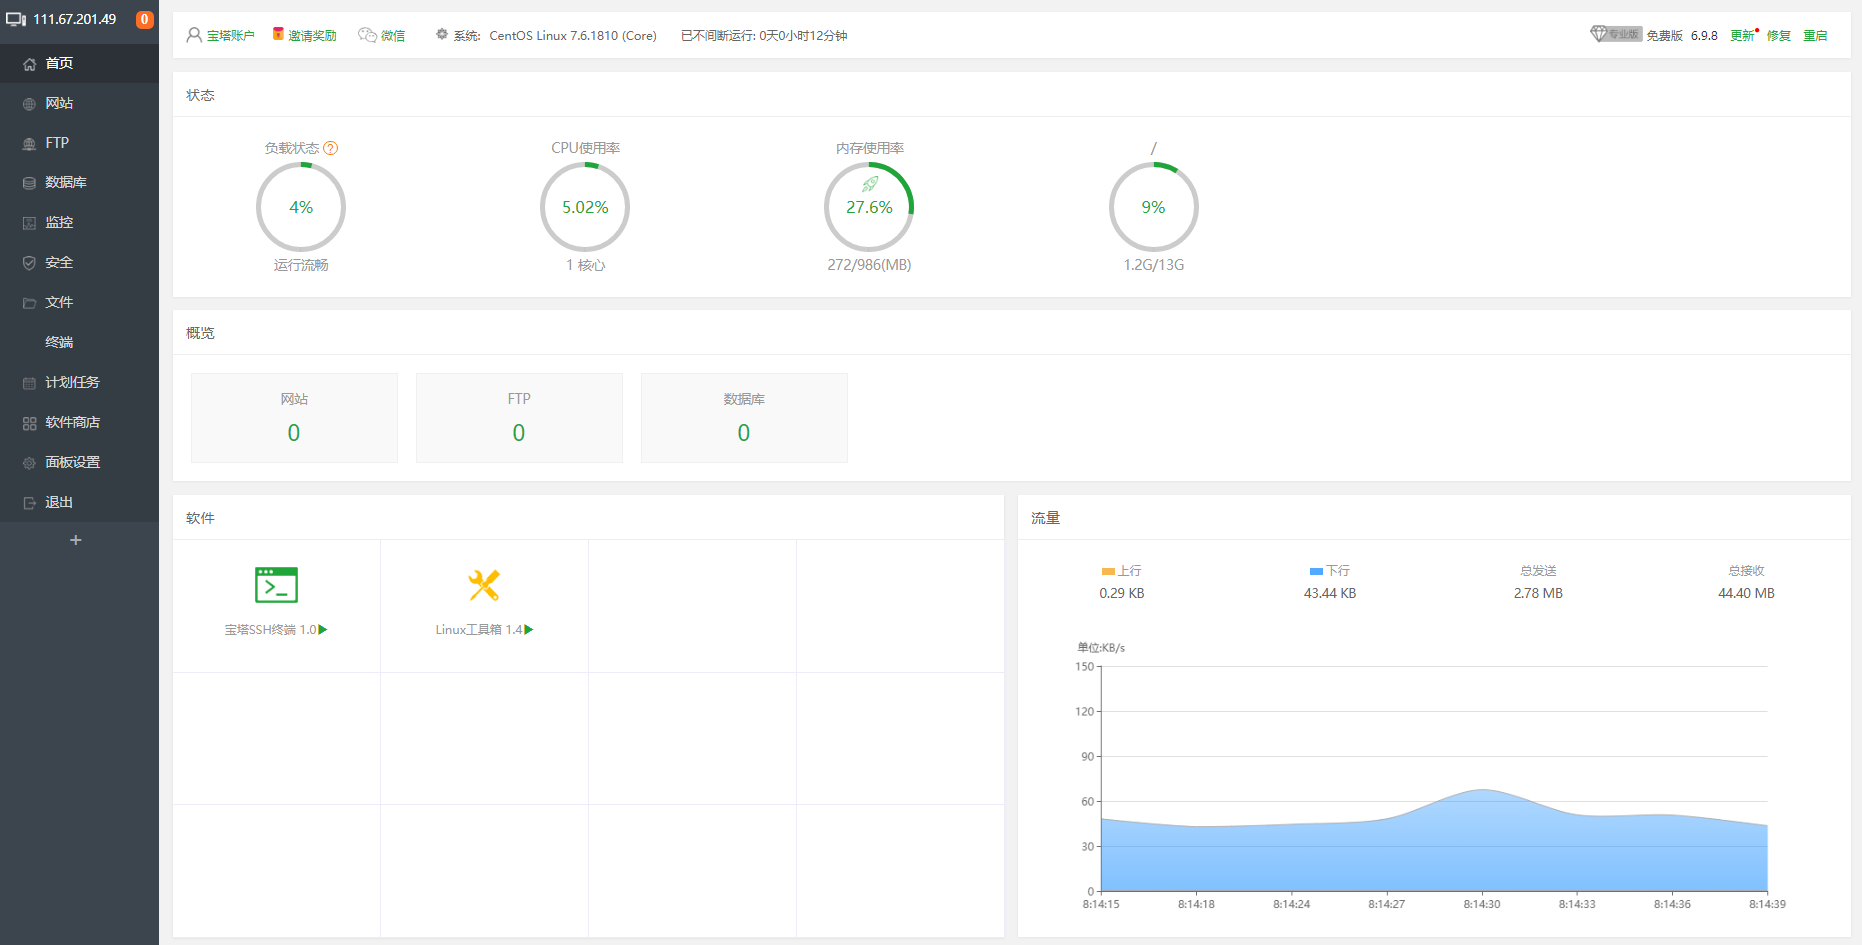 111.67.201.49 0
首页
网站
FTP
数据库
监控
安全
文件
终端
计划任务
软件商店
面板设置
退出
+
宝塔账户 邀请奖励 微信 系统: CentOS Linux 7.6.1810 (Core) 已不间断运行: 0天0小时12分钟 专业版 免费版 6.9.8 更新 修复 重启
状态
负载状态 ? CPU使用率 内存使用率 /
4% 5.02% 27.6% 9%
运行流畅 1 核心 272/986(MB) 1.2G/13G
概览
网站 FTP 数据库
0 0 0
软件
宝塔SSH终端 1.0 Linux工具箱 1.4
流量
上行 下行 总发送 总接收
0.29 KB 43.44 KB 2.78 MB 44.40 MB
单位:KB/s
150
120
90
60
30
0
8:14:15 8:14:18 8:14:24 8:14:27 8:14:30 8:14:33 8:14:36 8:14:39